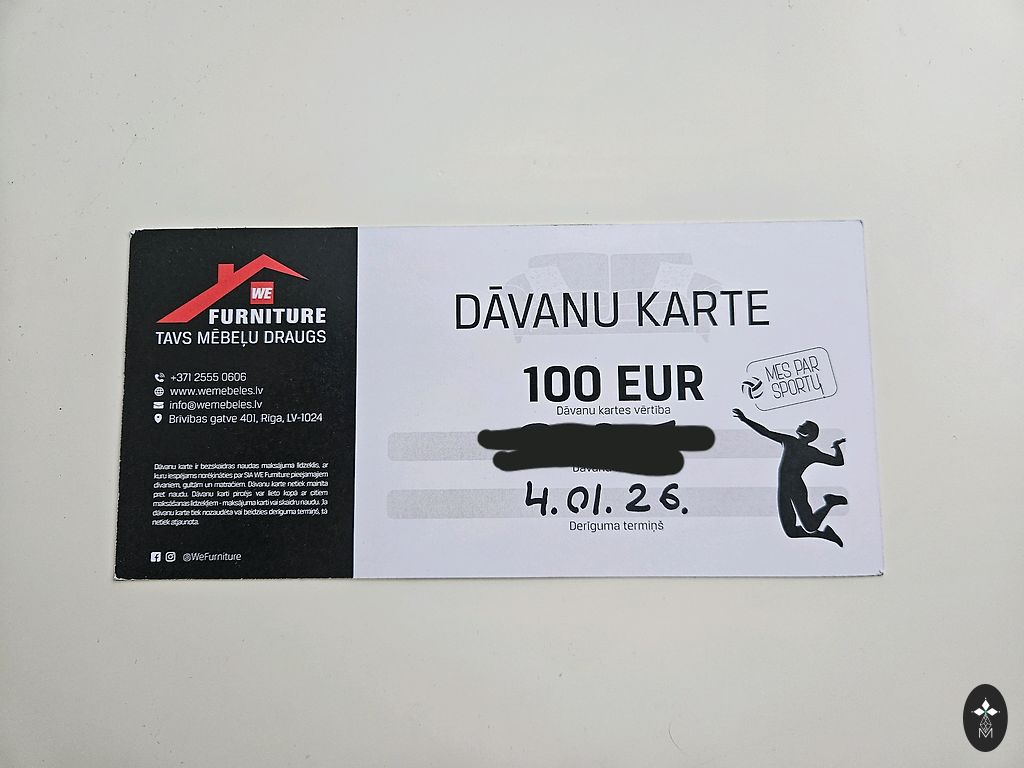 WE
FURNITURE
TAVS MĒBEĻU DRAUGS
+371 2555 0606
www.wemebeles.lv
info@wemebeles.lv
Brīvības gatve 401, Rīga, LV-1024
Dāvanu karte ir bezskaidras naudas maksājuma līdzeklis, ar
kuru iespējams norēķināties par SIA WE Furniture pieejamajiem
dīvāniem, gultām un matračiem. Dāvanu karte netiek mainīta
pret naudu. Dāvanu karti pircējs var lieto kopā ar citiem
maksāšanas līdzekļiem - maksājuma karti vai skaidru naudu. Ja
dāvanu karte tiek nozaudēta vai beidzies derīguma termiņš, tā
netiek atjaunota.
@WeFurniture
DĀVANU KARTE
100 EUR
Dāvanu kartes vērtība
MES PAR
SPORTU
4.01.26.
Derīguma termiņš
M